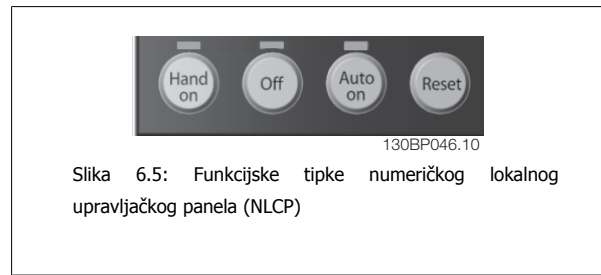 Hand
on
Off
Auto
on
Reset
130BP046.10
Slika 6.5: Funkcijske tipke numeričkog lokalnog
upravljačkog panela (NLCP)